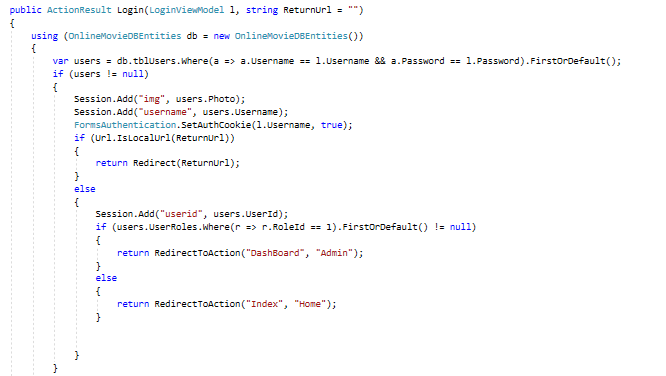 public ActionResult Login(LoginViewModel l, string ReturnUrl = "")
{
using (OnlineMovieDBEntities db = new OnlineMovieDBEntities())
{
var users = db.tblUsers.Where(a => a.Username == l.Username && a.Password == l.Password).FirstOrDefault();
if (users != null)
{
Session.Add("img", users.Photo);
Session.Add("username", users.Username);
FormsAuthentication.SetAuthCookie(l.Username, true);
if (Url.IsLocalUrl(ReturnUrl))
{
return Redirect(ReturnUrl);
}
else
{
Session.Add("userid", users.UserId);
if (users.UserRoles.Where(r => r.RoleId == 1).FirstOrDefault() != null)
{
return RedirectToAction("DashBoard", "Admin");
}
else
{
return RedirectToAction("Index", "Home");
}
}
}